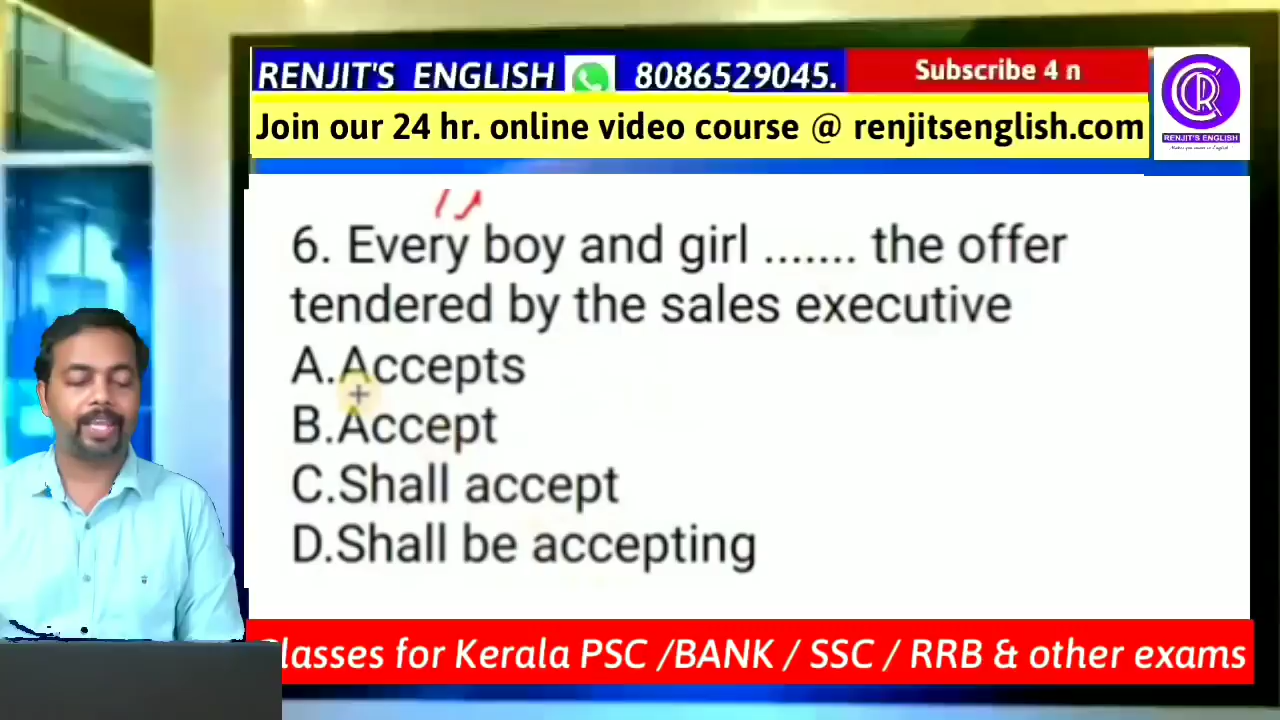 RENJIT'S ENGLISH 8086529045.
Subscribe 4 n
Join our 24 hr. online video course @ renjitsenglish.com
RENJIT'S ENGLISH
6. Every boy and girl ....... the offer
tendered by the sales executive
A.Accepts
B.Accept
C.Shall accept
D.Shall be accepting
for Kerala PSC /BANK / SSC / RRB & other exams